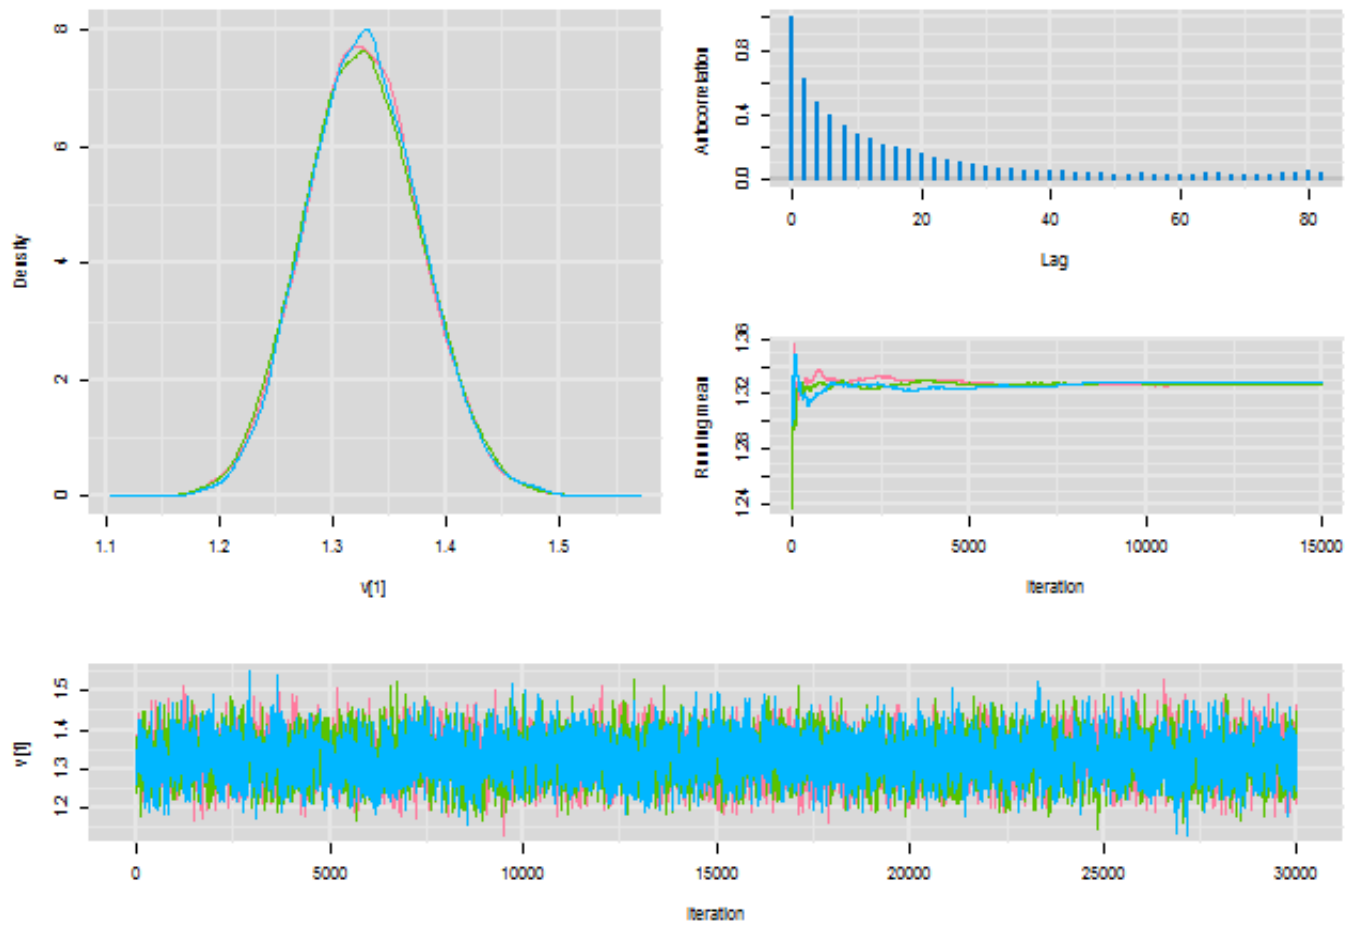 Density
8
6
4
2
0
1.1 1.2 1.3 1.4 1.5
v[1]
Autocorrelation
0.8
0.4
0.0
0 20 40 60 80
Lag
Running mean
1.36
1.32
1.28
1.24
0 5000 10000 15000
Iteration
v[1]
1.5
1.4
1.3
1.2
0 5000 10000 15000 20000 25000 30000
Iteration